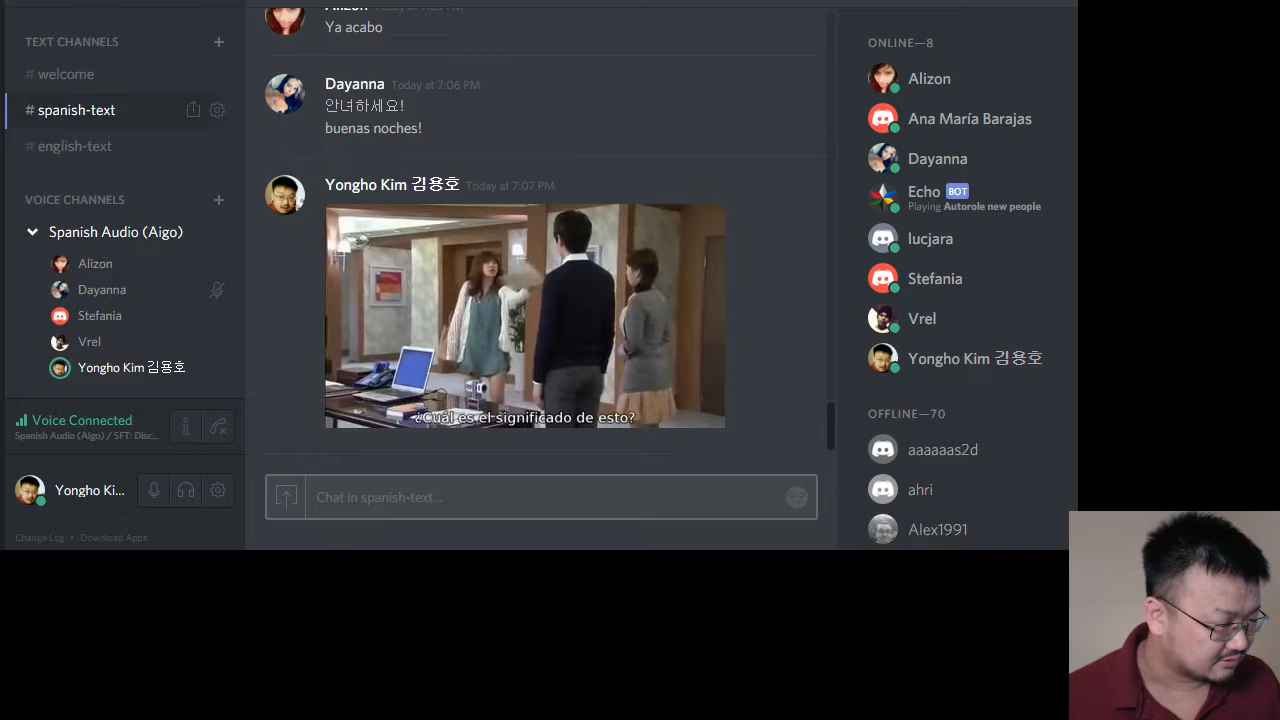 TEXT CHANNELS +
# welcome
# spanish-text
# english-text
VOICE CHANNELS +
Spanish Audio (Aigo)
Alizon
Dayanna
Stefania
Vrel
Yongho Kim 김용호
Voice Connected
Spanish Audio (Aigo) / SFT: Disc...
Yongho Ki...
Change Log • Download Apps
Alizon
Ya acabo
Dayanna Today at 7:06 PM
안녕하세요!
buenas noches!
Yongho Kim 김용호 Today at 7:07 PM
¿Cuál es el significado de esto?
Chat in spanish-text...
ONLINE—8
Alizon
Ana María Barajas
Dayanna
Echo BOT
Playing Autorole new people
lucjara
Stefania
Vrel
Yongho Kim 김용호
OFFLINE—70
aaaaaas2d
ahri
Alex1991